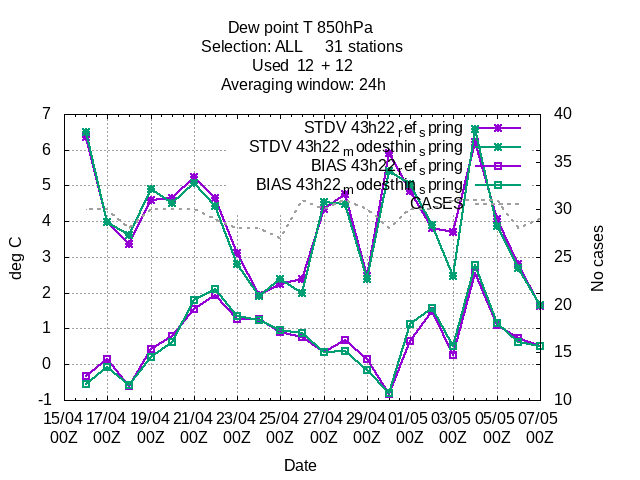 Dew point T 850hPa
Selection: ALL 31 stations
Used 12 + 12
Averaging window: 24h
STDV 43h22_ref_spring
STDV 43h22_modesthin_spring
BIAS 43h22_ref_spring
BIAS 43h22_modesthin_spring
CASES
deg C
7
6
5
4
3
2
1
0
-1
No cases
40
35
30
25
20
15
10
15/04 17/04 19/04 21/04 23/04 25/04 27/04 29/04 01/05 03/05 05/05 07/05
00Z 00Z 00Z 00Z 00Z 00Z 00Z 00Z 00Z 00Z 00Z 00Z
Date